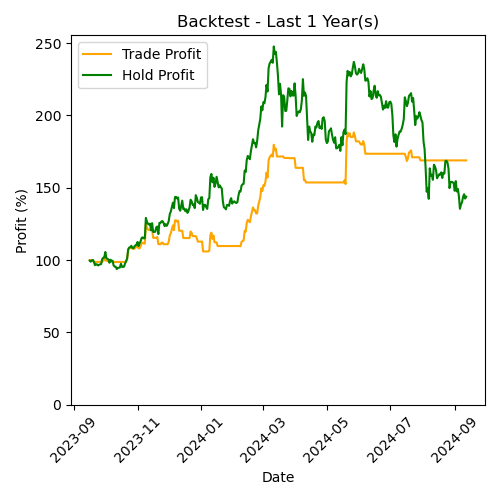 Backtest - Last 1 Year(s)
Trade Profit
Hold Profit
Profit (%)
250
200
150
100
50
0
2023-09
2023-11
2024-01
2024-03
2024-05
2024-07
2024-09
Date